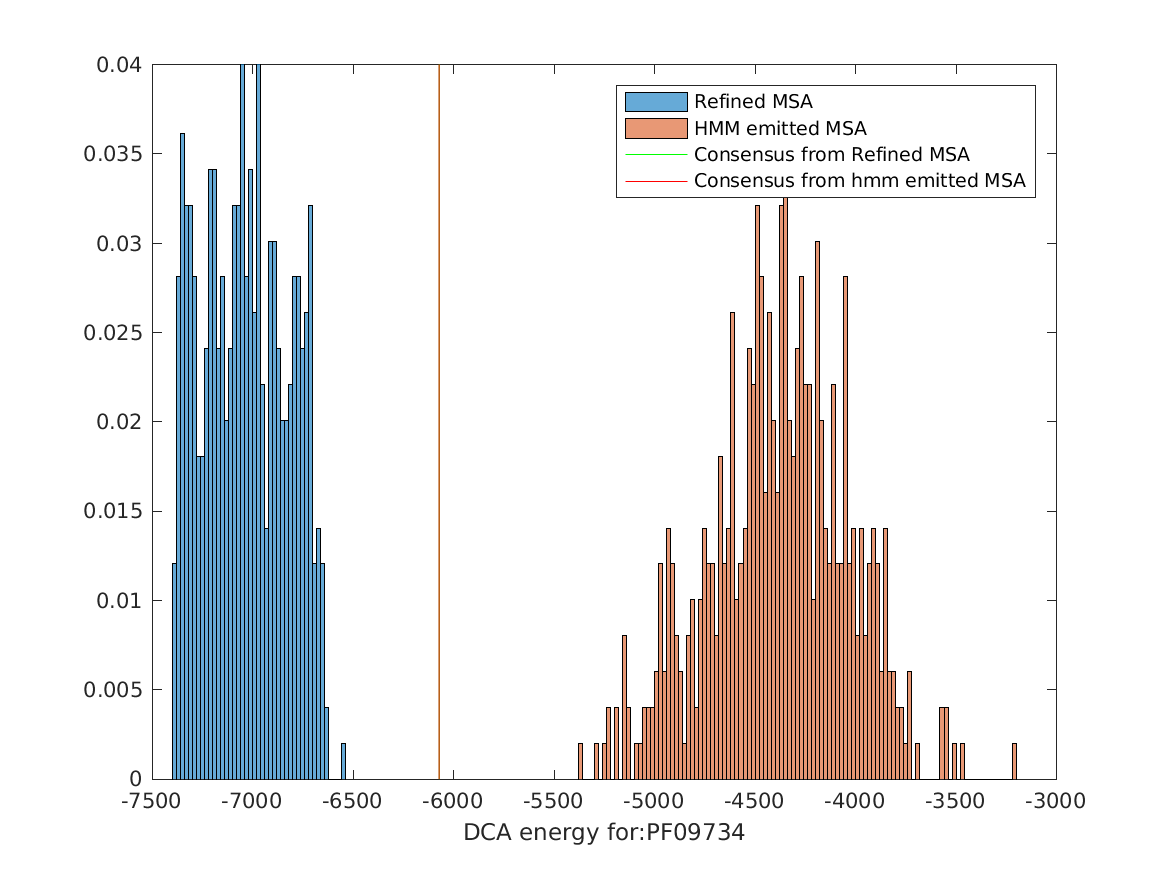 0.04
0.035
0.03
0.025
0.02
0.015
0.01
0.005
0
Refined MSA
HMM emitted MSA
Consensus from Refined MSA
Consensus from hmm emitted MSA
-7500 -7000 -6500 -6000 -5500 -5000 -4500 -4000 -3500 -3000
DCA energy for:PF09734